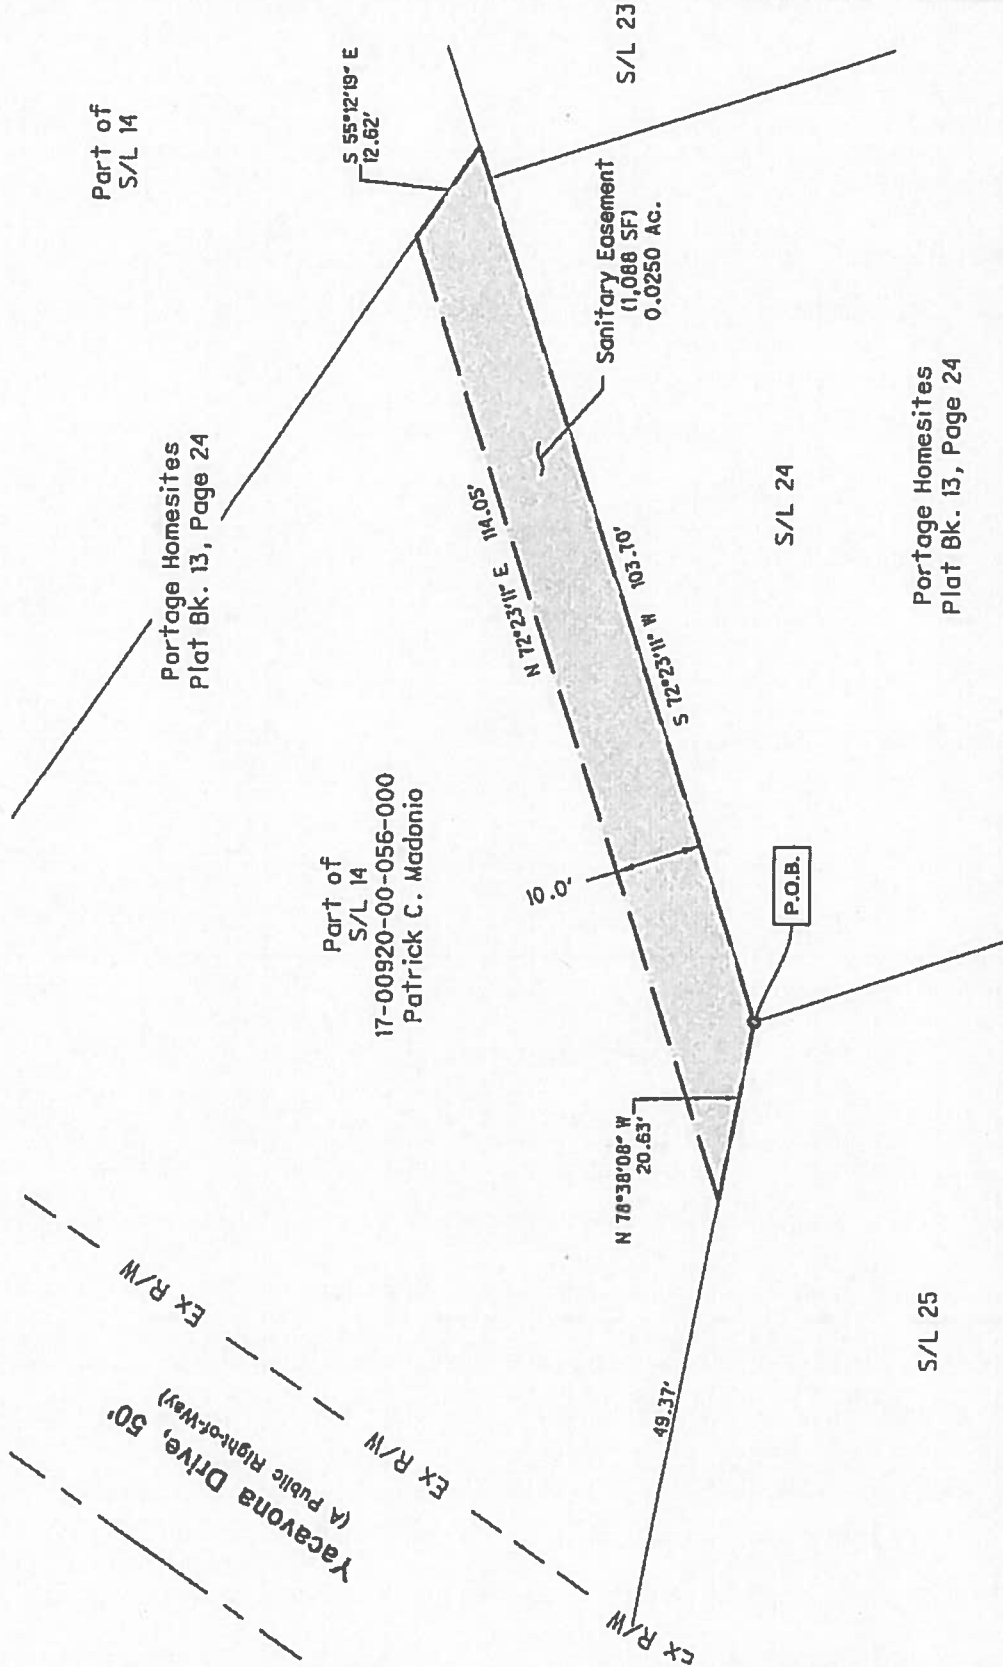 Part of
S/L 14
S 55°12'19" E
12.62'
S/L 23
Portage Homesites
Plat Bk. 13, Page 24
Sanitary Easement
(1,088 SF)
0.0250 Ac.
N 72°23'11" E 114.05'
S 72°23'11" W 103.70'
S/L 24
Portage Homesites
Plat Bk. 13, Page 24
Part of
S/L 14
17-00920-00-056-000
Patrick C. Madonio
10.0'
P.O.B.
N 78°38'08" W
20.63'
49.37'
S/L 25
EX R/W
EX R/W
EX R/W
Yacavona Drive, 50'
(A Public Right-of-Way)